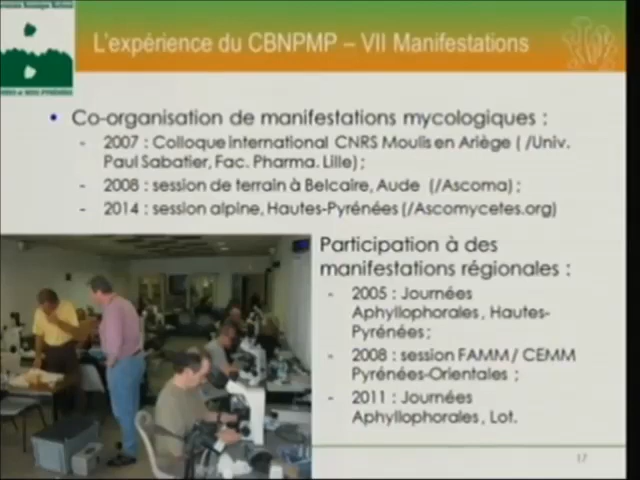 L'expérience du CBNPMP – VII Manifestations
• Co-organisation de manifestations mycologiques :
- 2007 : Colloque international CNRS Moulis en Ariège ( /Univ.
Paul Sabatier, Fac. Pharma. Lille) ;
- 2008 : session de terrain à Belcaire, Aude (/Ascoma) ;
- 2014 : session alpine, Hautes-Pyrénées (/Ascomycetes.org)
Participation à des
manifestations régionales :
- 2005 : Journées
Aphyllophorales, Hautes-
Pyrénées ;
- 2008 : session FAMM / CEMM
Pyrénées-Orientales ;
- 2011 : Journées
Aphyllophorales, Lot.
17